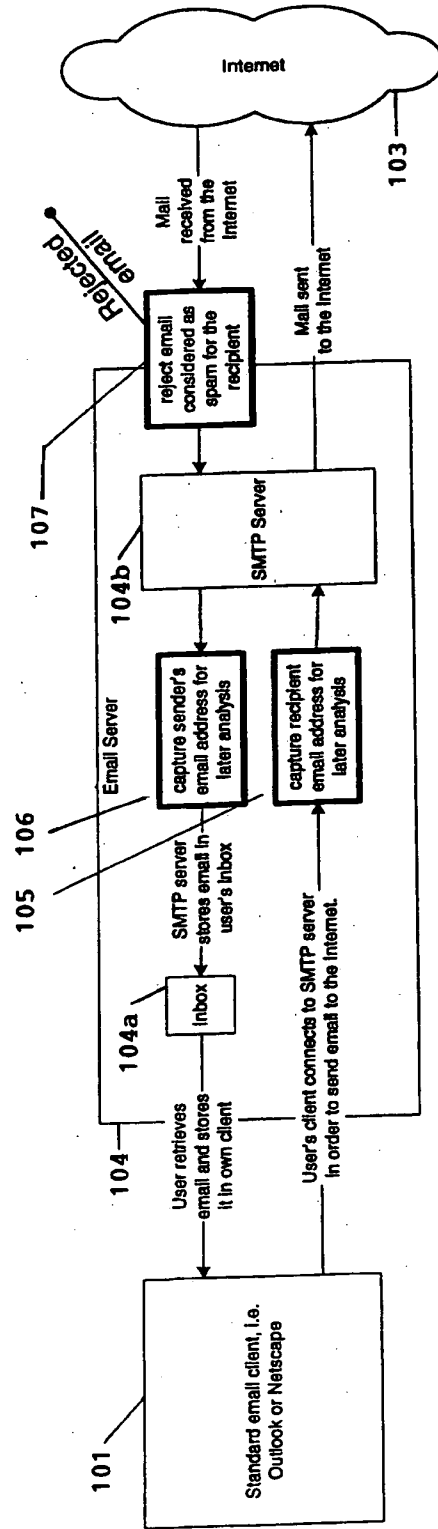 101
Standard email client, i.e.
Outlook or Netscape
User retrieves
email and stores
it in own client
User's client connects to SMTP server
in order to send email to the Internet.
104
Email Server
104a
Inbox
SMTP server
stores email in
user's inbox
105
106
capture sender's
email address for
later analysis
capture recipient
email address for
later analysis
104b
SMTP Server
107
reject email
considered as
spam for the
recipient
Rejected
email
Mail
received
from the
Internet
Mail sent
to the Internet
Internet
103